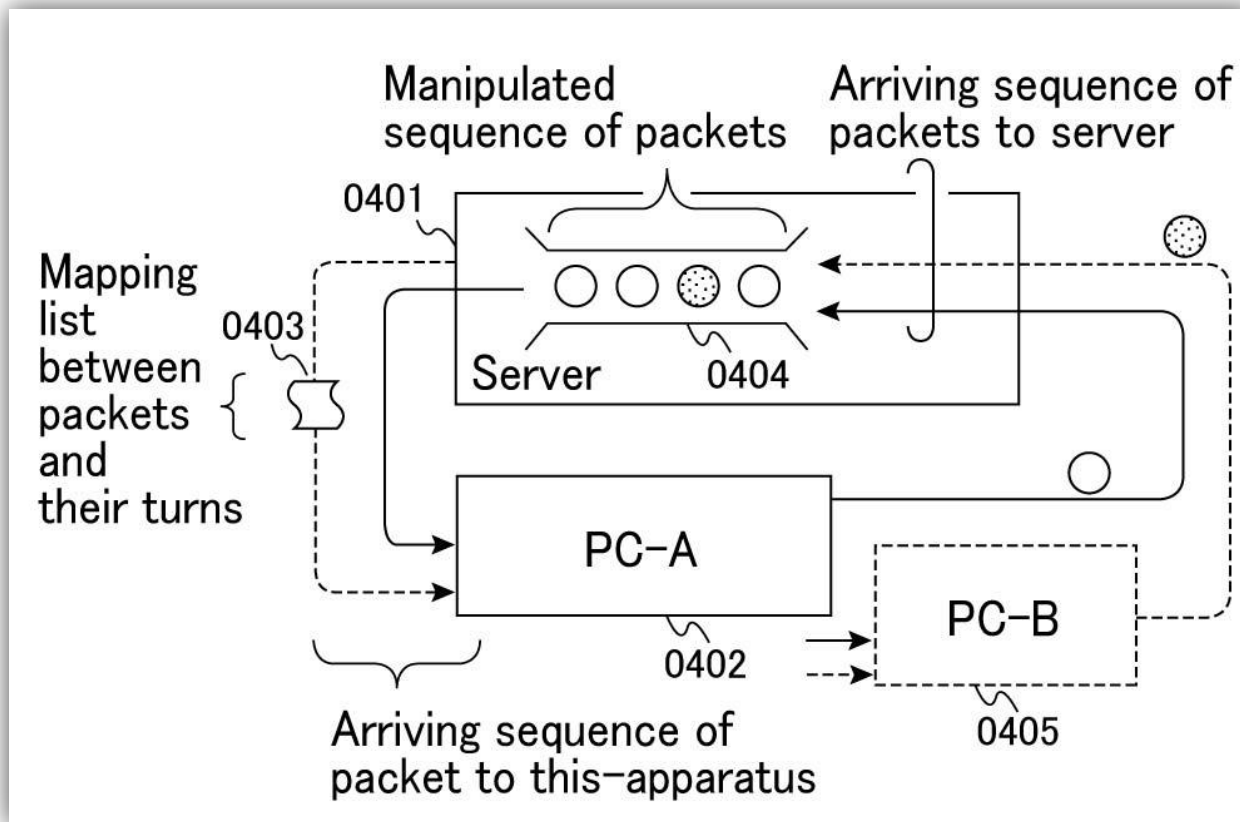 Manipulated
sequence of packets
Arriving sequence of
packets to server
0401
Mapping
list
between
packets
and
their turns
0403
Server
0404
PC-A
0402
PC-B
0405
Arriving sequence of
packet to this-apparatus